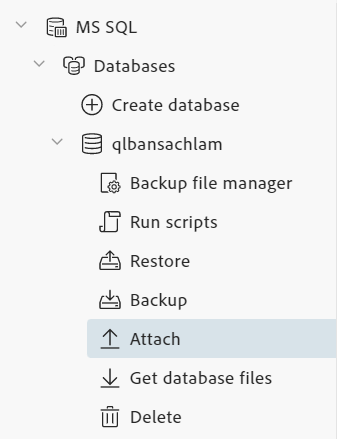 MS SQL
Databases
Create database
qlbansachlam
Backup file manager
Run scripts
Restore
Backup
Attach
Get database files
Delete